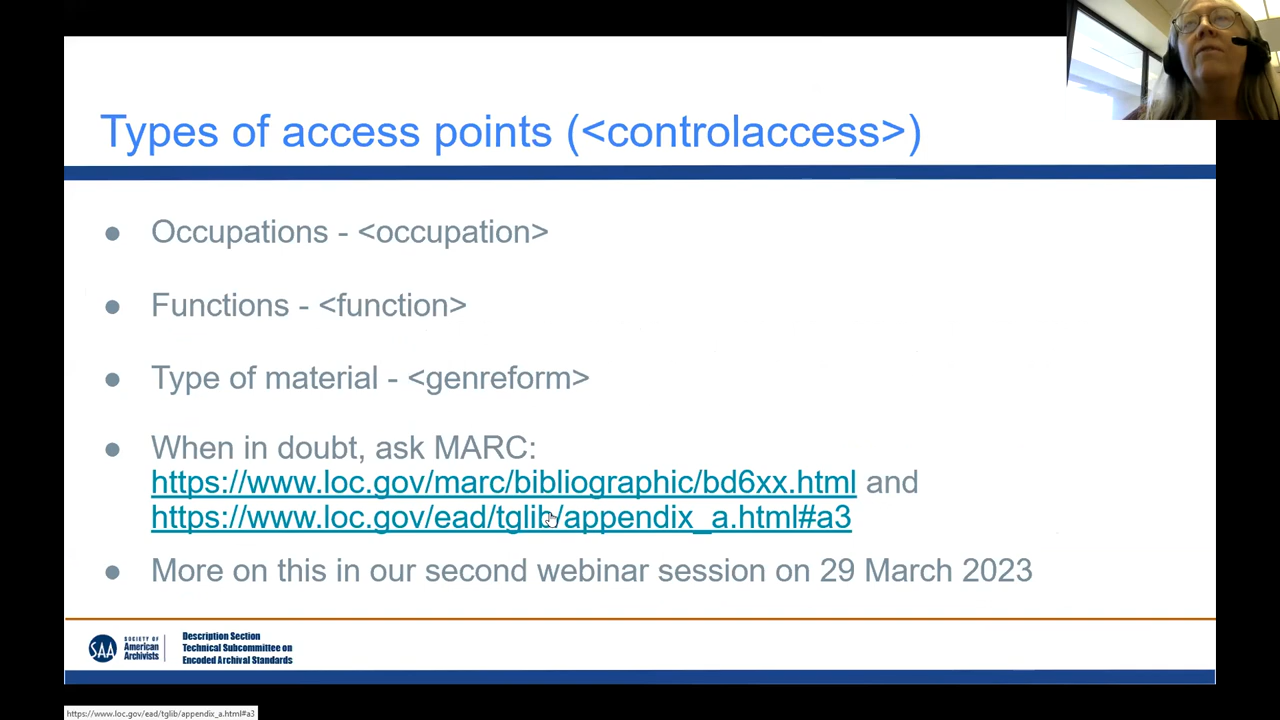 Types of access points (<controlaccess>)
● Occupations - <occupation>
● Functions - <function>
● Type of material - <genreform>
● When in doubt, ask MARC:
https://www.loc.gov/marc/bibliographic/bd6xx.html and
https://www.loc.gov/ead/tglib/appendix_a.html#a3
● More on this in our second webinar session on 29 March 2023
SAA
SOCIETY OF
American
Archivists
Description Section
Technical Subcommittee on
Encoded Archival Standards
https://www.loc.gov/ead/tglib/appendix_a.html#a3